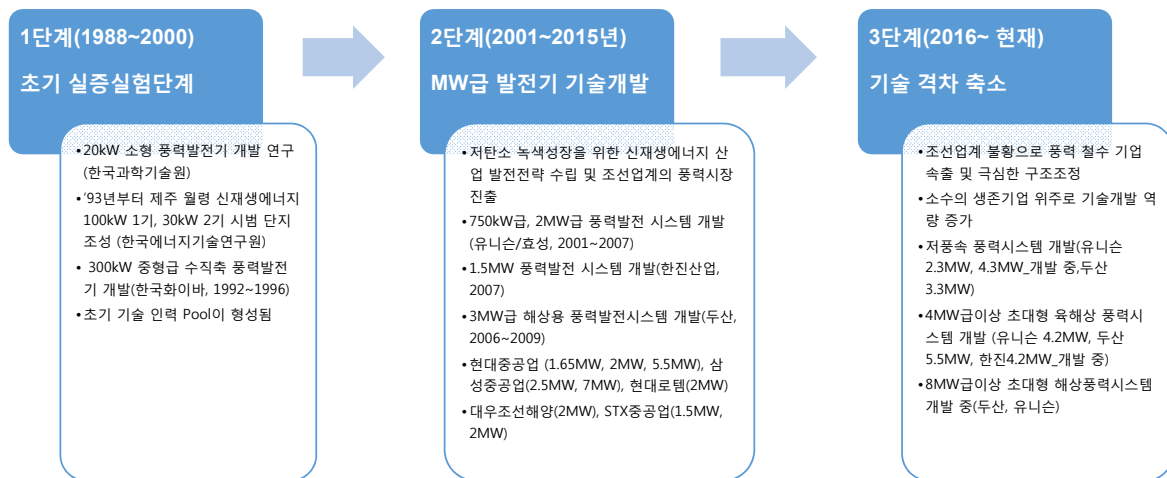 1단계(1988~2000)
초기 실증실험단계
•20kW 소형 풍력발전기 개발 연구
(한국과학기술원)
•'93년부터 제주 월령 신재생에너지
100kW 1기, 30kW 2기 시범 단지
조성 (한국에너지기술연구원)
• 300kW 중형급 수직축 풍력발전
기 개발(한국화이바, 1992~1996)
•초기 기술 인력 Pool이 형성됨
2단계(2001~2015년)
MW급 발전기 기술개발
•저탄소 녹색성장을 위한 신재생에너지 산
업 발전전략 수립 및 조선업계의 풍력시장
진출
•750kW급, 2MW급 풍력발전 시스템 개발
(유니슨/효성, 2001~2007)
•1.5MW 풍력발전 시스템 개발(한진산업,
2007)
•3MW급 해상용 풍력발전시스템 개발(두산,
2006~2009)
•현대중공업 (1.65MW, 2MW, 5.5MW), 삼
성중공업(2.5MW, 7MW), 현대로템(2MW)
•대우조선해양(2MW), STX중공업(1.5MW,
2MW)
3단계(2016~ 현재)
기술 격차 축소
•조선업계 불황으로 풍력 철수 기업
속출 및 극심한 구조조정
•소수의 생존기업 위주로 기술개발 역
량 증가
•저풍속 풍력시스템 개발(유니슨
2.3MW, 4.3MW_개발 중,두산
3.3MW)
•4MW급이상 초대형 육해상 풍력시
스템 개발 (유니슨 4.2MW, 두산
5.5MW, 한진4.2MW_개발 중)
•8MW급이상 초대형 해상풍력시스템
개발 중(두산, 유니슨)